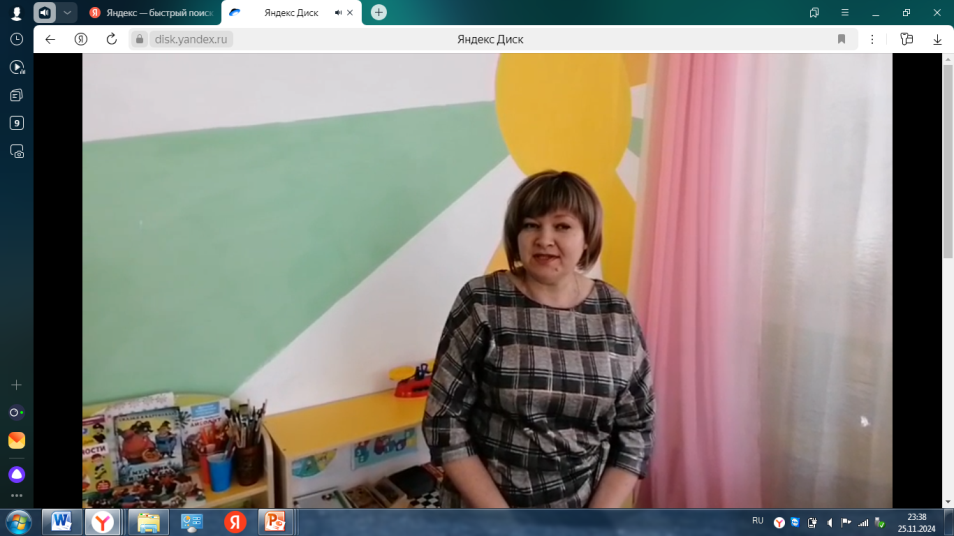 Яндекс — быстрый поиск
Яндекс Диск
disk.yandex.ru
Яндекс Диск
9
RU
23:38
25.11.2024